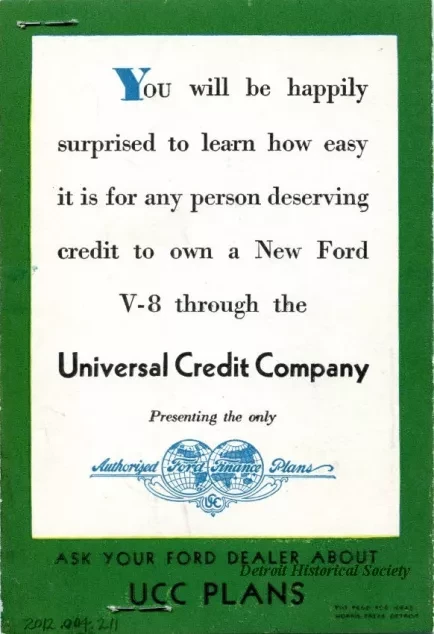 You will be happily
surprised to learn how easy
it is for any person deserving
credit to own a New Ford
V-8 through the
Universal Credit Company
Presenting the only
Authorized Ford Finance Plans
UCC
ASK YOUR FORD DEALER ABOUT
Detroit Historical Society
UCC PLANS
2012.004.211